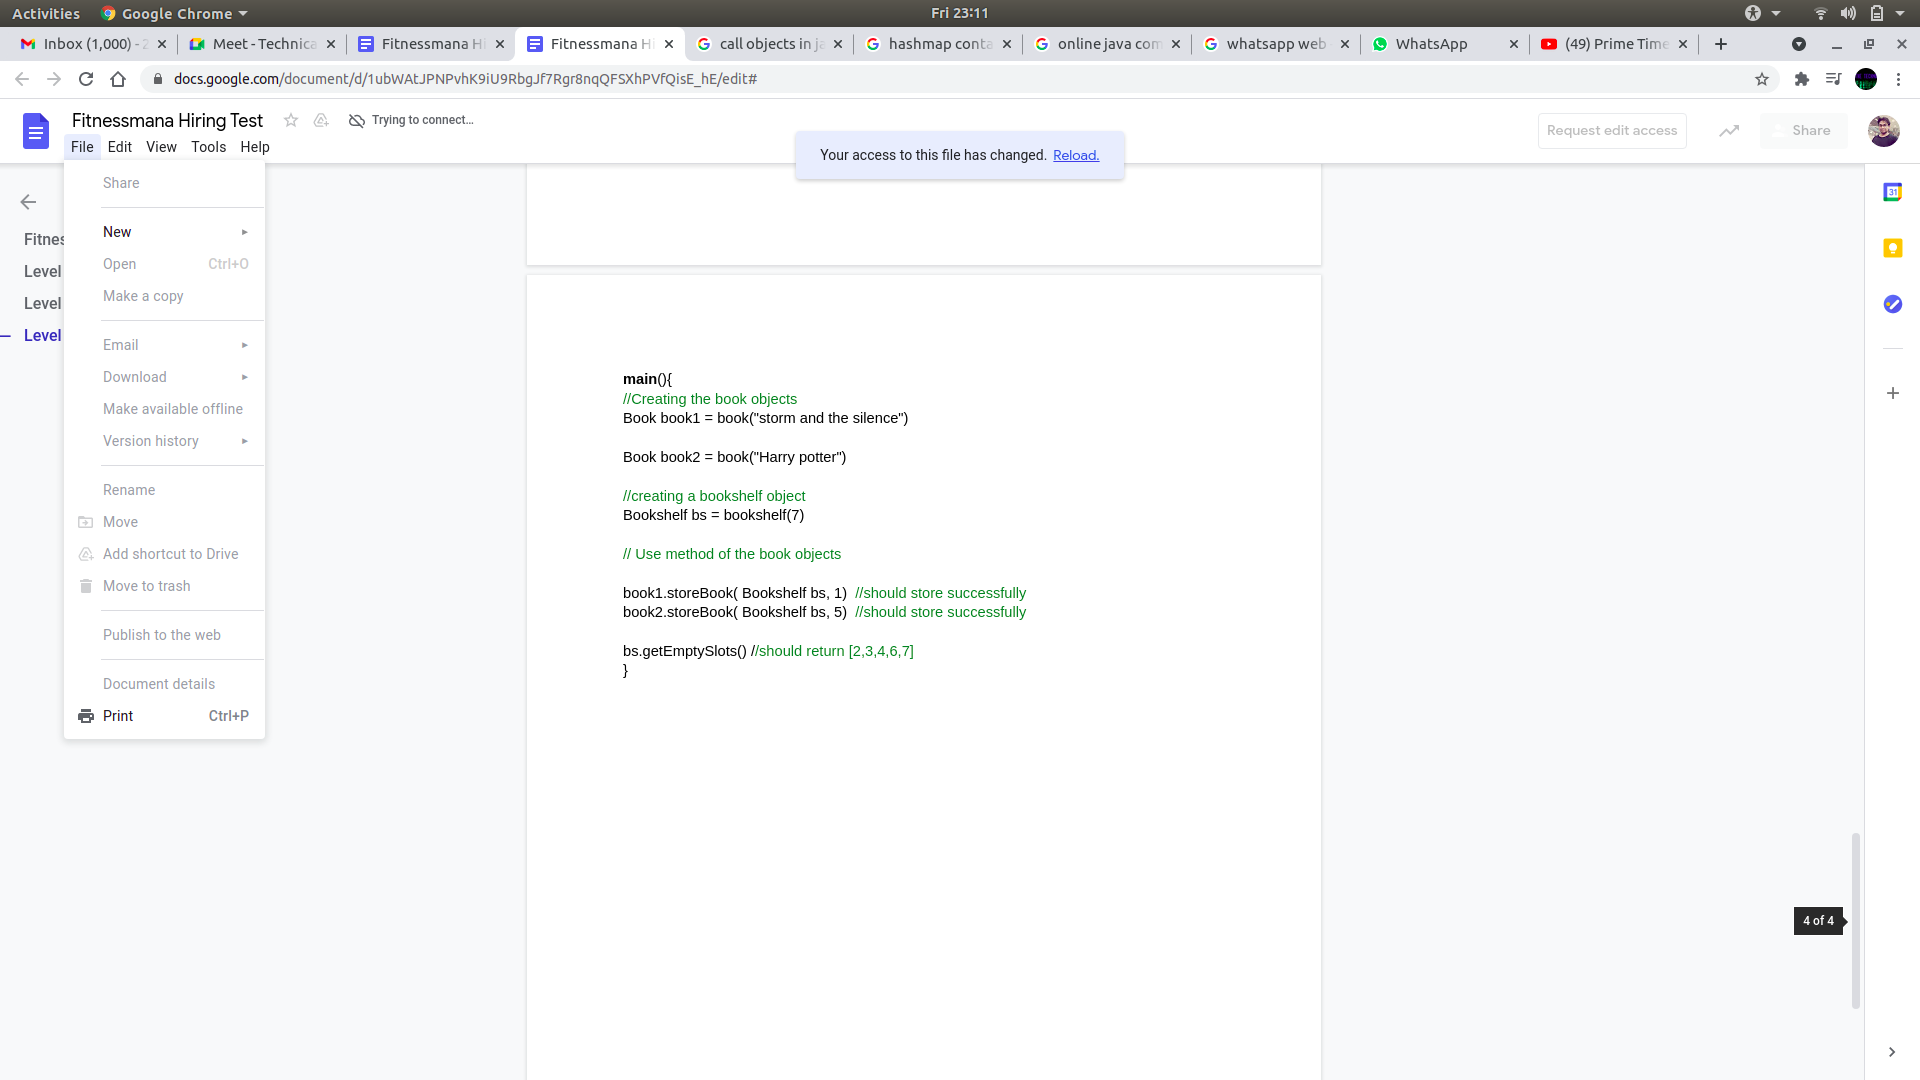 Activities
Google Chrome
Fri 23:11
Inbox (1,000) - 2
Meet - Technica
Fitnessmana Hi
Fitnessmana Hi
call objects in ja
hashmap conta
online java com
whatsapp web
WhatsApp
(49) Prime Time
docs.google.com/document/d/1ubWAtJPNPvhK9iU9RbgJf7Rgr8nqQFSXhPVfQisE_hE/edit#
Fitnessmana Hiring Test
Trying to connect...
File Edit View Tools Help
Your access to this file has changed. Reload.
Request edit access
Share
Share
New
Open Ctrl+O
Make a copy
Email
Download
Make available offline
Version history
Rename
Move
Add shortcut to Drive
Move to trash
Publish to the web
Document details
Print Ctrl+P
Fitnes
Level
Level
Level
main(){
//Creating the book objects
Book book1 = book("storm and the silence")
Book book2 = book("Harry potter")
//creating a bookshelf object
Bookshelf bs = bookshelf(7)
// Use method of the book objects
book1.storeBook( Bookshelf bs, 1) //should store successfully
book2.storeBook( Bookshelf bs, 5) //should store successfully
bs.getEmptySlots() //should return [2,3,4,6,7]
}
31
4 of 4